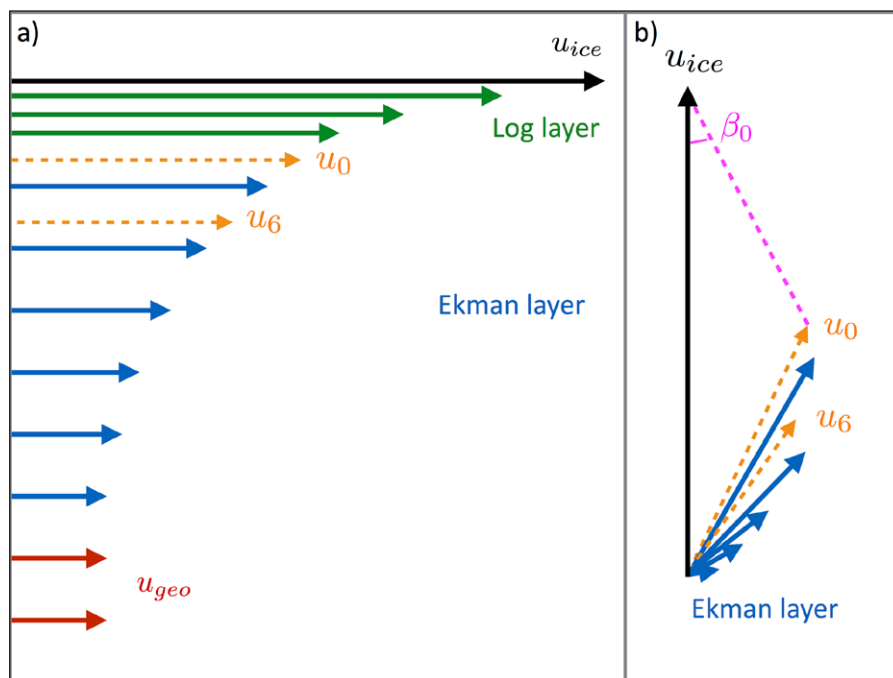 a)
u_ice
Log layer
u_0
u_6
Ekman layer
u_geo
b)
u_ice
β_0
u_0
u_6
Ekman layer